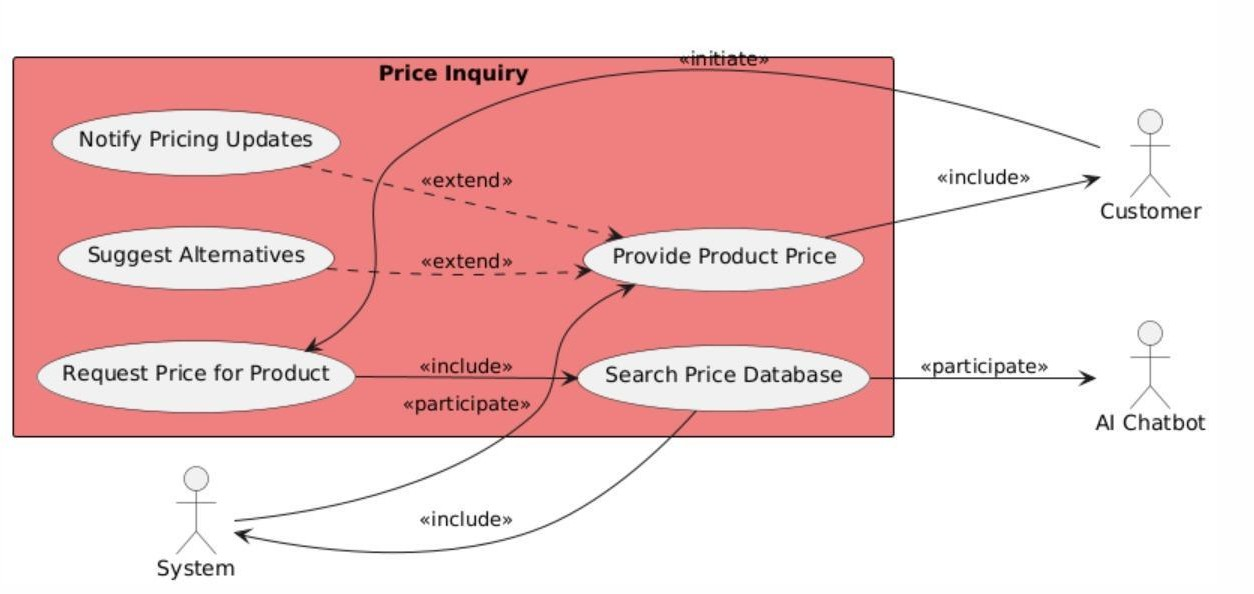 «initiate»
Price Inquiry
Notify Pricing Updates
«extend»
«include»
Customer
Suggest Alternatives
«extend»
Provide Product Price
Request Price for Product
«include»
Search Price Database
«participate»
«participate»
AI Chatbot
«include»
System